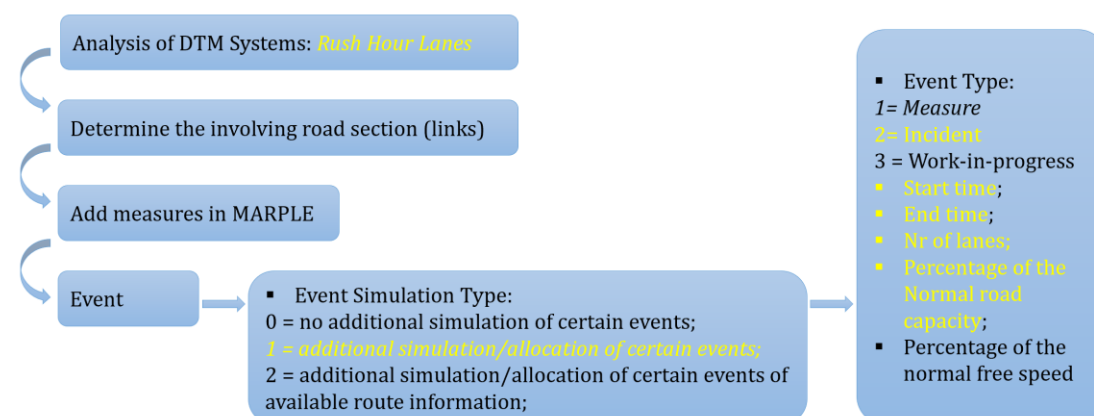 Analysis of DTM Systems: Rush Hour Lanes
Determine the involving road section (links)
Add measures in MARPLE
Event
▪ Event Simulation Type:
0 = no additional simulation of certain events;
1 = additional simulation/allocation of certain events;
2 = additional simulation/allocation of certain events of
available route information;
▪ Event Type:
1= Measure
2= Incident
3 = Work-in-progress
▪ Start time;
▪ End time;
▪ Nr of lanes;
▪ Percentage of the
Normal road
capacity;
▪ Percentage of the
normal free speed